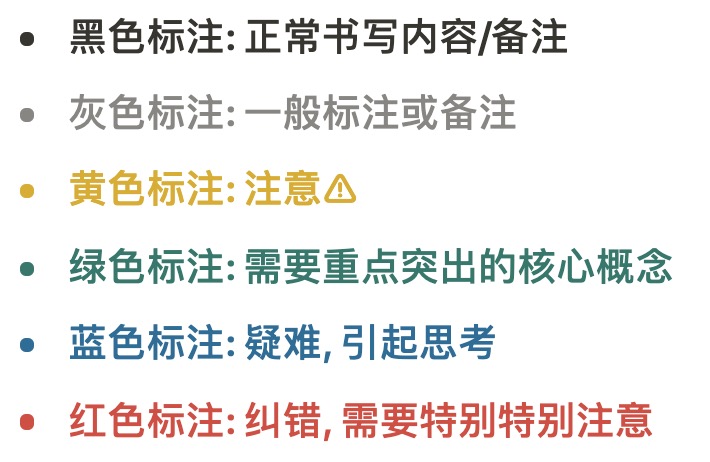 • 黑色标注: 正常书写内容/备注
• 灰色标注: 一般标注或备注
• 黄色标注: 注意⚠
• 绿色标注: 需要重点突出的核心概念
• 蓝色标注: 疑难, 引起思考
• 红色标注: 纠错, 需要特别特别注意